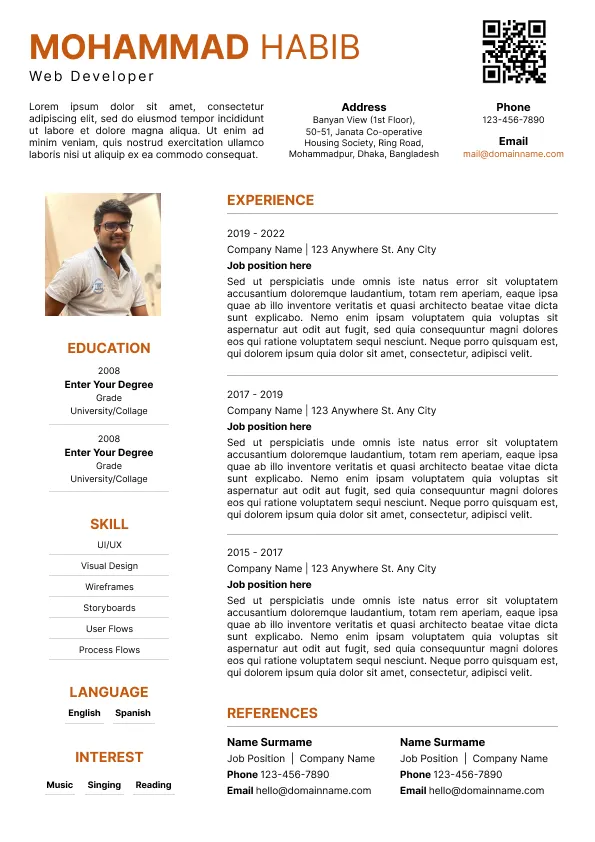 MOHAMMAD HABIB
Web Developer
Lorem ipsum dolor sit amet, consectetur
adipiscing elit, sed do eiusmod tempor incididunt
ut labore et dolore magna aliqua. Ut enim ad
minim veniam, quis nostrud exercitation ullamco
laboris nisi ut aliquip ex ea commodo consequat.
Address
Banyan View (1st Floor),
50-51, Janata Co-operative
Housing Society, Ring Road,
Mohammadpur, Dhaka, Bangladesh
Phone
123-456-7890
Email
mail@domainname.com
EDUCATION
2008
Enter Your Degree
Grade
University/Collage
2008
Enter Your Degree
Grade
University/Collage
SKILL
UI/UX
Visual Design
Wireframes
Storyboards
User Flows
Process Flows
LANGUAGE
English Spanish
INTEREST
Music Singing Reading
EXPERIENCE
2019 - 2022
Company Name | 123 Anywhere St. Any City
Job position here
Sed ut perspiciatis unde omnis iste natus error sit voluptatem
accusantium doloremque laudantium, totam rem aperiam, eaque ipsa
quae ab illo inventore veritatis et quasi architecto beatae vitae dicta
sunt explicabo. Nemo enim ipsam voluptatem quia voluptas sit
aspernatur aut odit aut fugit, sed quia consequuntur magni dolores
eos qui ratione voluptatem sequi nesciunt. Neque porro quisquam est,
qui dolorem ipsum quia dolor sit amet, consectetur, adipisci velit.
2017 - 2019
Company Name | 123 Anywhere St. Any City
Job position here
Sed ut perspiciatis unde omnis iste natus error sit voluptatem
accusantium doloremque laudantium, totam rem aperiam, eaque ipsa
quae ab illo inventore veritatis et quasi architecto beatae vitae dicta
sunt explicabo. Nemo enim ipsam voluptatem quia voluptas sit
aspernatur aut odit aut fugit, sed quia consequuntur magni dolores
eos qui ratione voluptatem sequi nesciunt. Neque porro quisquam est,
qui dolorem ipsum quia dolor sit amet, consectetur, adipisci velit.
2015 - 2017
Company Name | 123 Anywhere St. Any City
Job position here
Sed ut perspiciatis unde omnis iste natus error sit voluptatem
accusantium doloremque laudantium, totam rem aperiam, eaque ipsa
quae ab illo inventore veritatis et quasi architecto beatae vitae dicta
sunt explicabo. Nemo enim ipsam voluptatem quia voluptas sit
aspernatur aut odit aut fugit, sed quia consequuntur magni dolores
eos qui ratione voluptatem sequi nesciunt. Neque porro quisquam est,
qui dolorem ipsum quia dolor sit amet, consectetur, adipisci velit.
REFERENCES
Name Surmame
Job Position | Company Name
Phone 123-456-7890
Email hello@domainname.com
Name Surmame
Job Position | Company Name
Phone 123-456-7890
Email hello@domainname.com